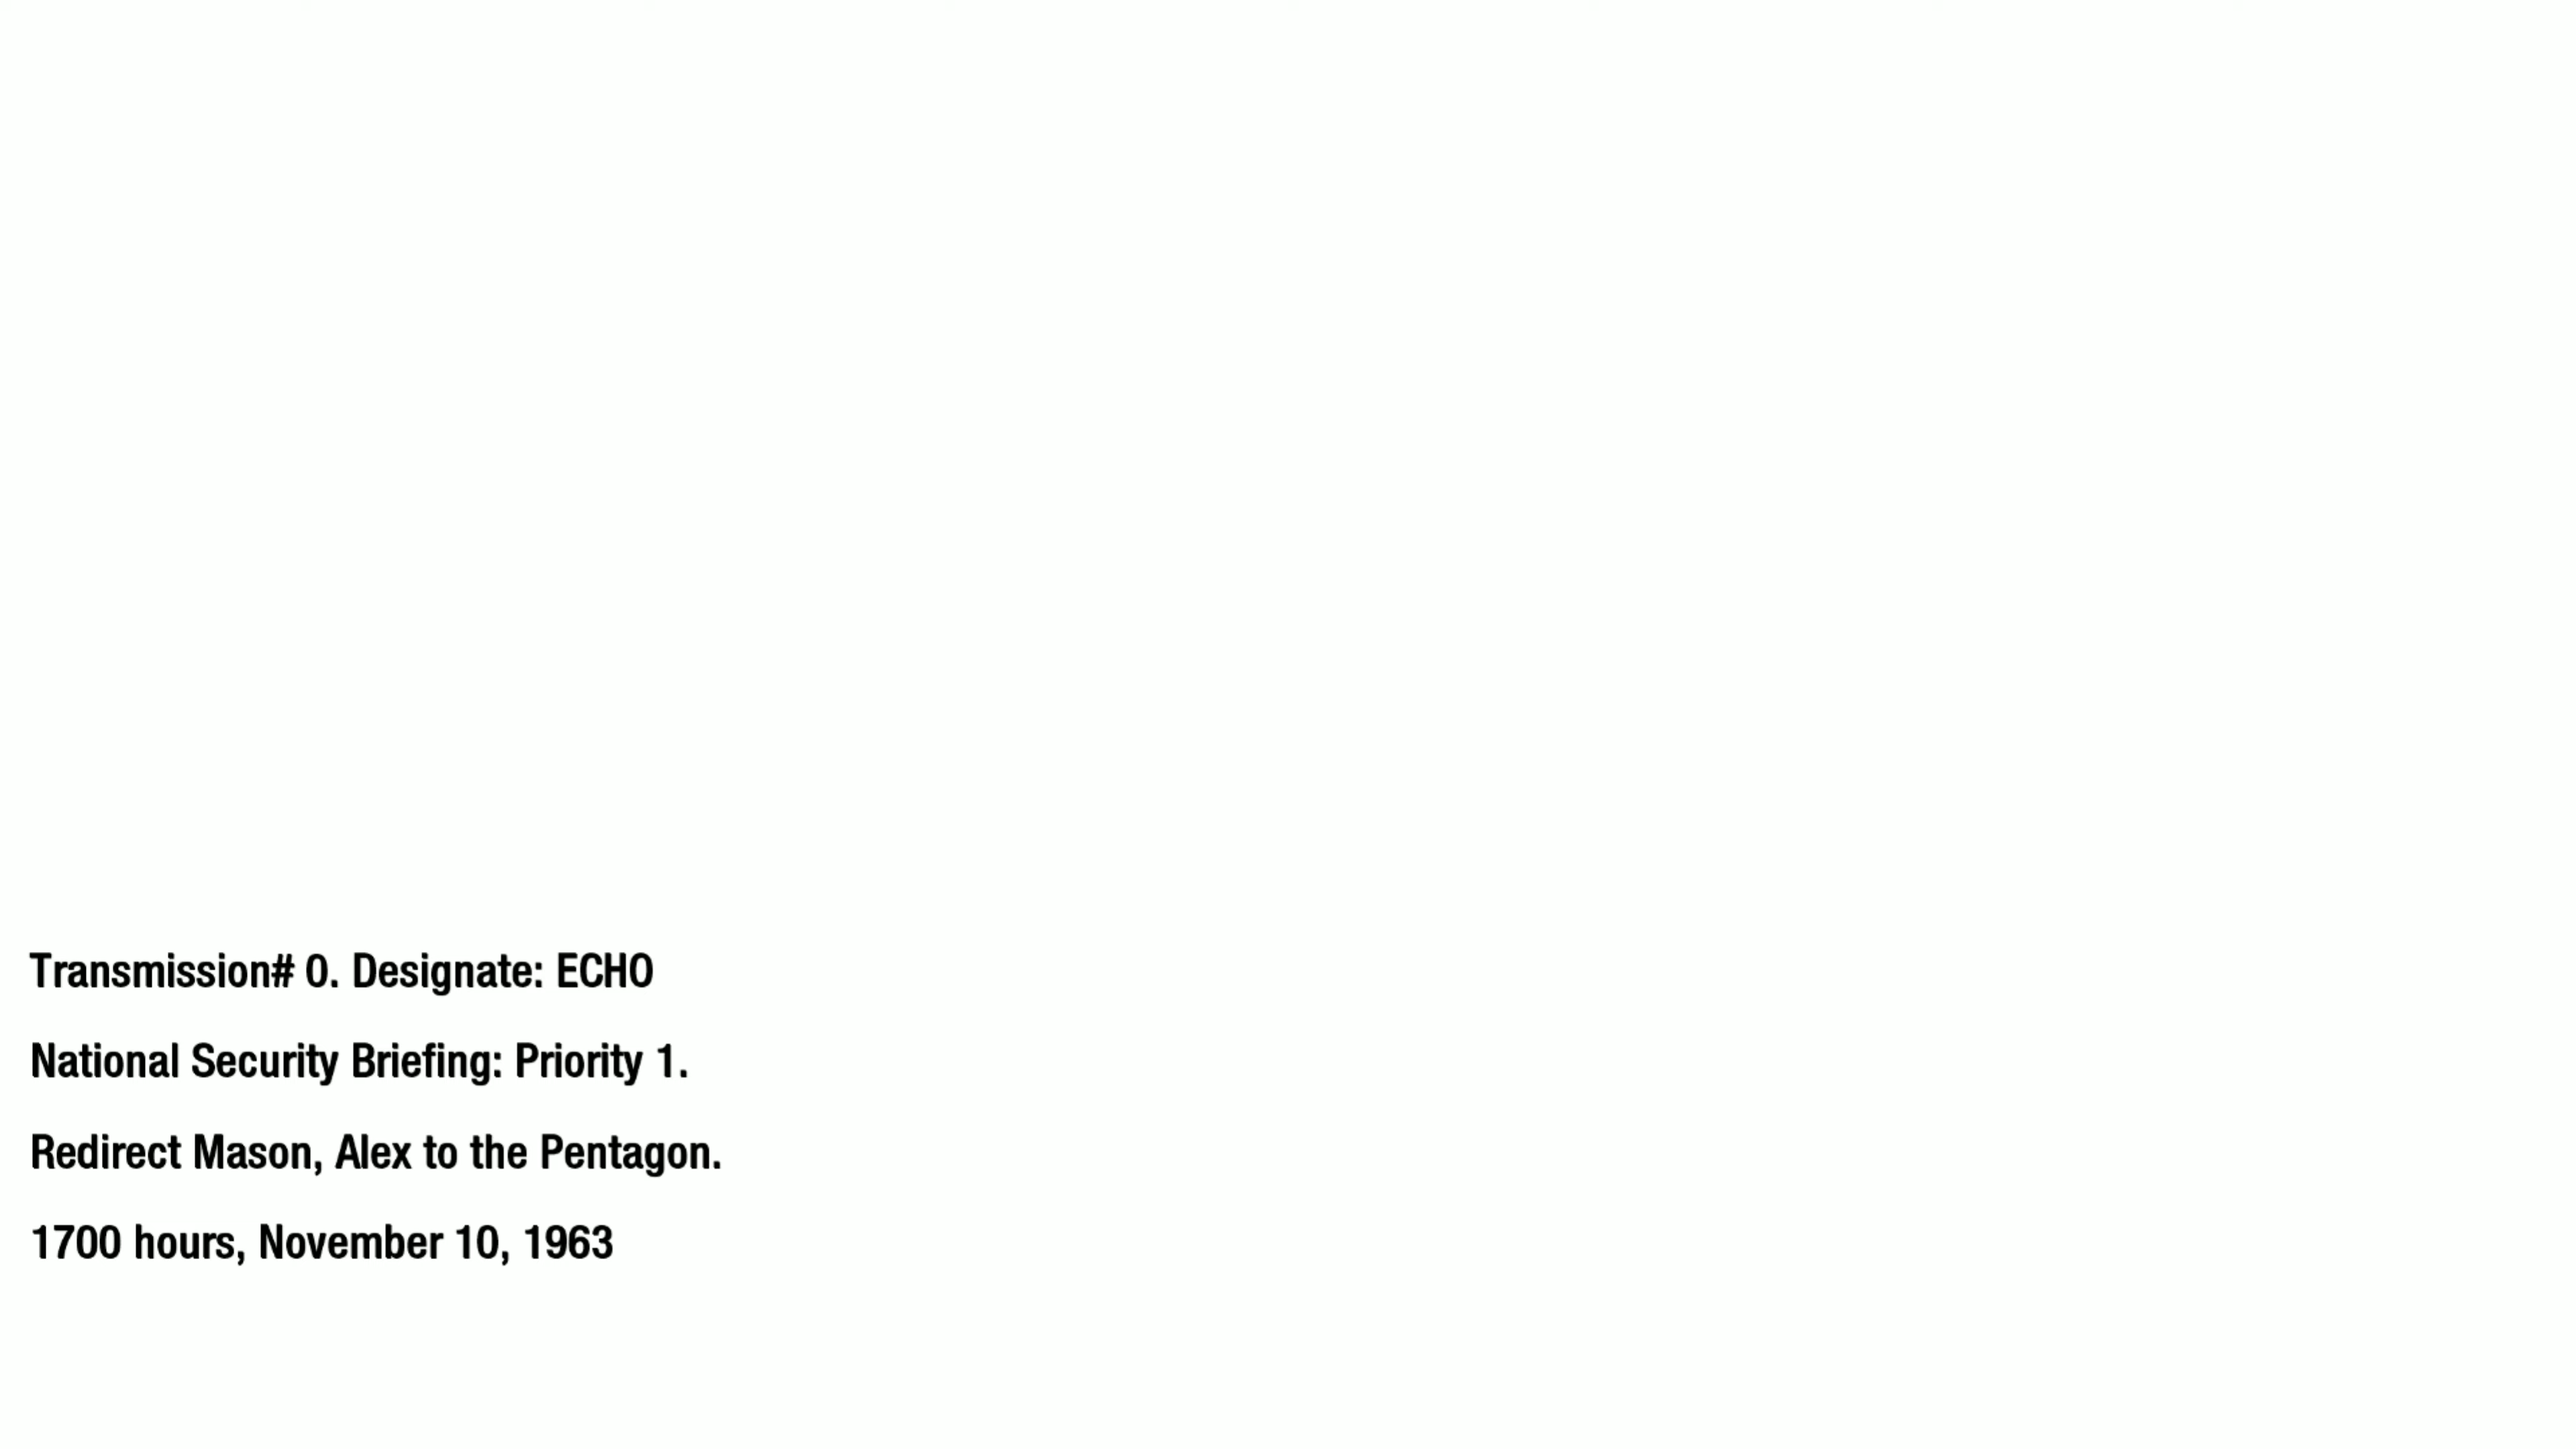 Transmission# 0. Designate: ECHO
National Security Briefing: Priority 1.
Redirect Mason, Alex to the Pentagon.
1700 hours, November 10, 1963